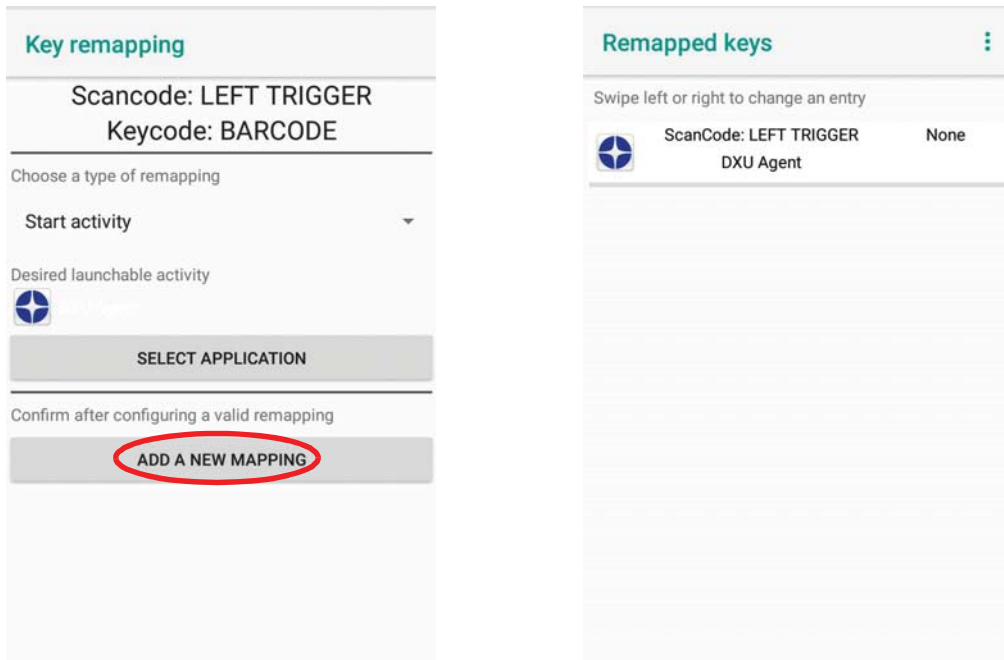 Key remapping
Scancode: LEFT TRIGGER
Keycode: BARCODE
Choose a type of remapping
Start activity
Desired launchable activity
SELECT APPLICATION
Confirm after configuring a valid remapping
ADD A NEW MAPPING
Remapped keys
Swipe left or right to change an entry
ScanCode: LEFT TRIGGER None
DXU Agent